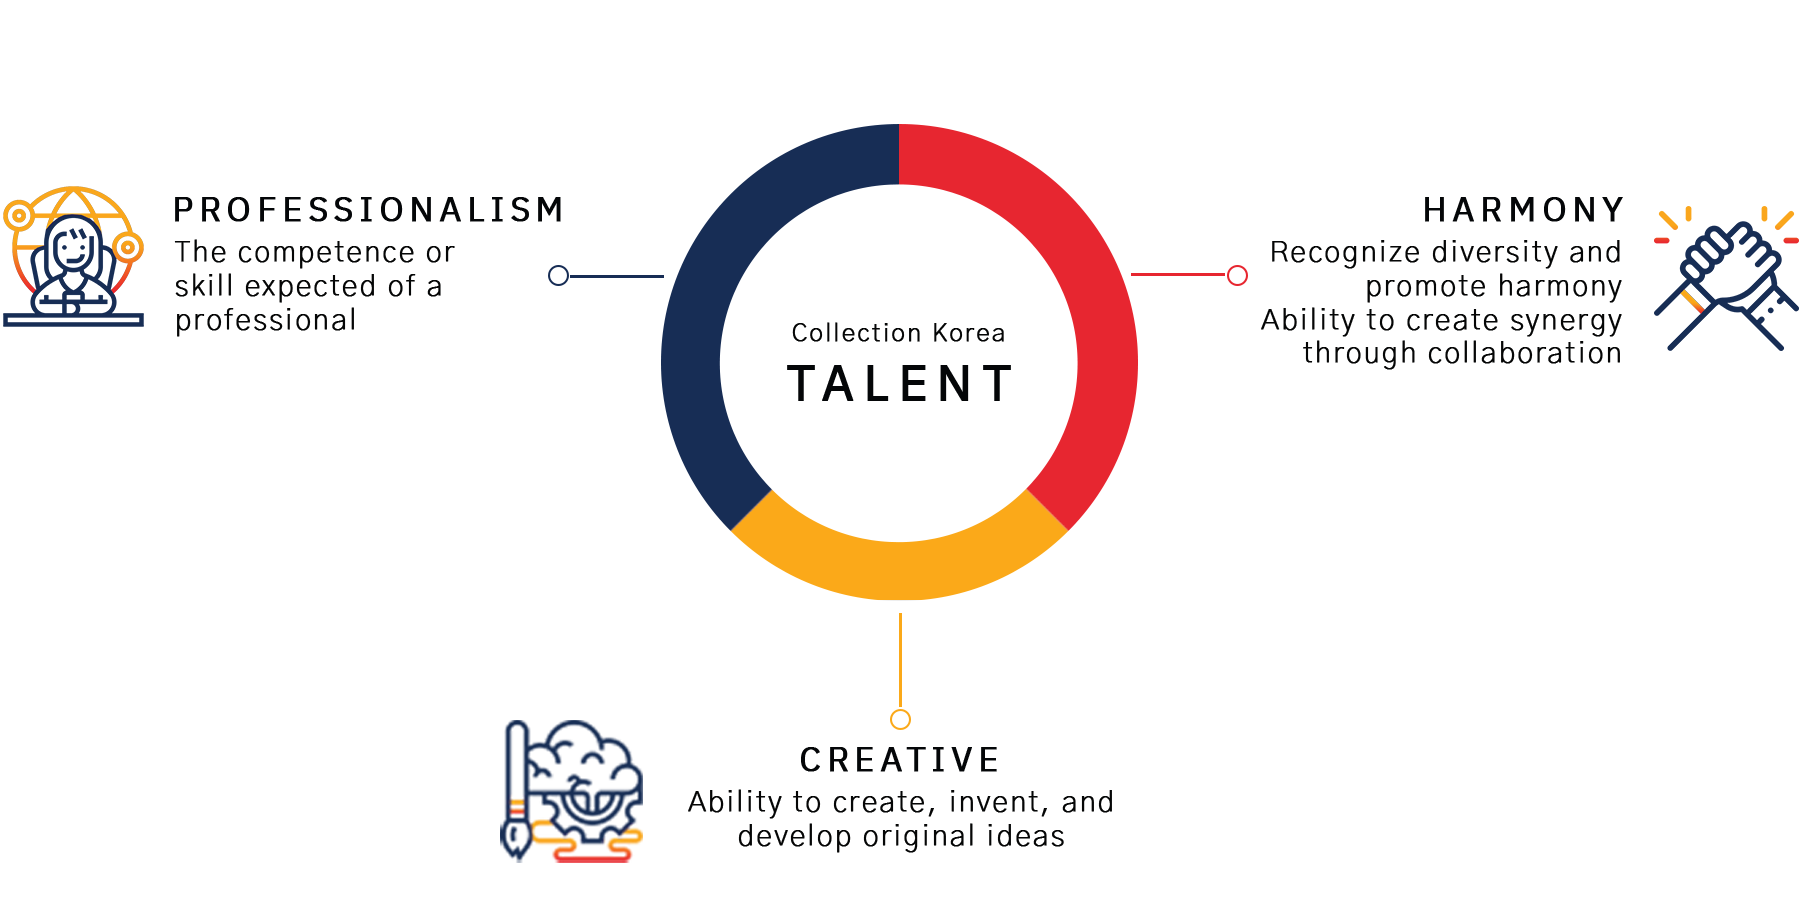 PROFESSIONALISM
The competence or
skill expected of a
professional
Collection Korea
TALENT
HARMONY
Recognize diversity and
promote harmony
Ability to create synergy
through collaboration
CREATIVE
Ability to create, invent, and
develop original ideas